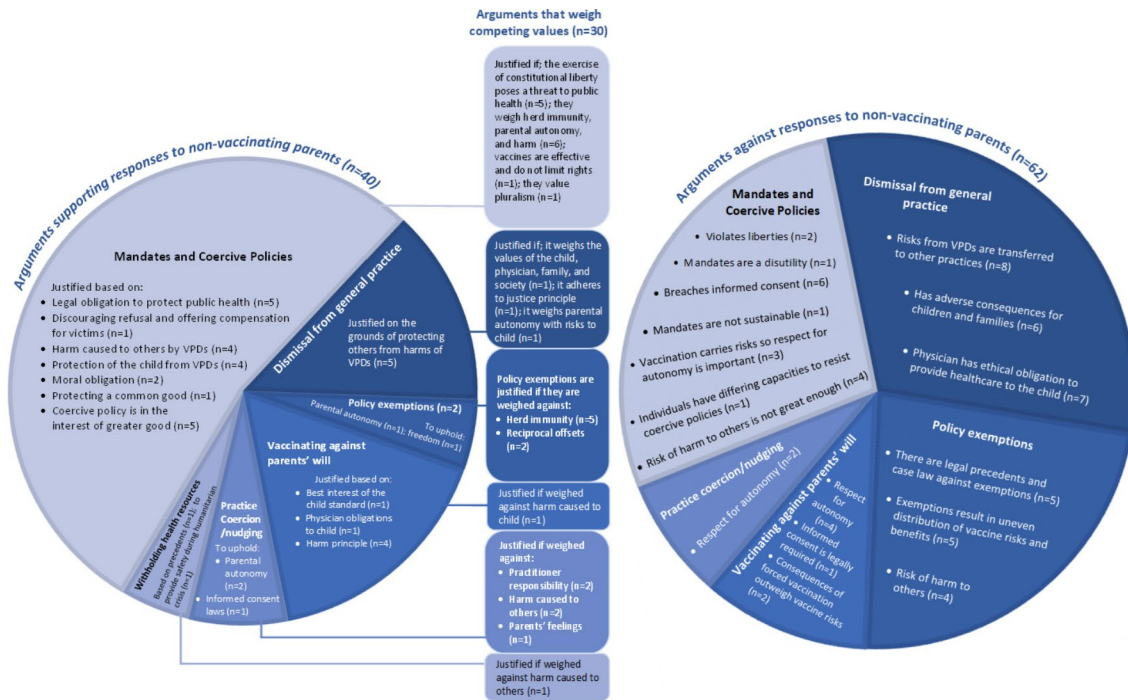 Arguments that weigh
competing values (n=30)
Arguments supporting responses to non-vaccinating parents (n=40)
Mandates and Coercive Policies
Justified based on:
• Legal obligation to protect public health (n=5)
• Discouraging refusal and offering compensation
for victims (n=1)
• Harm caused to others by VPDs (n=4)
• Protection of the child from VPDs (n=4)
• Moral obligation (n=2)
• Protecting a common good (n=1)
• Coercive policy is in the
interest of greater good (n=5)
Dismissal from general practice
Justified on the
grounds of protecting
others from harms of
VPDs (n=5)
Policy exemptions (n=2)
To uphold:
Parental autonomy (n=1); freedom (n=1)
Vaccinating against
parents’ will
Justified based on:
• Best interest of the
child standard (n=1)
• Physician obligations
to child (n=1)
• Harm principle (n=4)
Practice
Coercion
/nudging
To uphold:
• Parental
autonomy
(n=2)
• Informed consent
laws (n=1)
Withholding health resources
Based on precedents (n=1); to
provide safety during humanitarian
crisis (n=1)
Justified if; the exercise
of constitutional liberty
poses a threat to public
health (n=5); they
weigh herd immunity,
parental autonomy,
and harm (n=6);
vaccines are effective
and do not limit rights
(n=1); they value
pluralism (n=1)
Justified if; it weighs the
values of the child,
physician, family, and
society (n=1); it adheres
to justice principle
(n=1); it weighs parental
autonomy with risks to
child (n=1)
Policy exemptions are
justified if they are
weighed against:
• Herd immunity (n=5)
• Reciprocal offsets
(n=2)
Justified if weighed
against harm caused to
child (n=1)
Justified if weighed
against:
• Practitioner
responsibility (n=2)
• Harm caused to
others (n=2)
• Parents’ feelings
(n=1)
Justified if weighed
against harm caused to
others (n=1)
Arguments against responses to non-vaccinating parents (n=62)
Mandates and
Coercive Policies
• Violates liberties (n=2)
• Mandates are a disutility (n=1)
• Breaches informed consent (n=6)
• Mandates are not sustainable (n=1)
• Vaccination carries risks so respect for
autonomy is important (n=3)
• Individuals have differing capacities to resist
coercive policies (n=1)
• Risk of harm to others is not great enough (n=4)
Dismissal from general
practice
• Risks from VPDs are transferred
to other practices (n=8)
• Has adverse consequences for
children and families (n=6)
• Physician has ethical obligation to
provide healthcare to the child (n=7)
Policy exemptions
• There are legal precedents and
case law against exemptions (n=5)
• Exemptions result in uneven
distribution of vaccine risks and
benefits (n=5)
• Risk of harm to
others (n=4)
Vaccinating against parents’ will
• Respect
for
autonomy
(n=4)
• Informed
consent is legally
required (n=1)
• Consequences of
forced vaccination
outweigh vaccine risks
(n=2)
Practice coercion/nudging
• Respect for autonomy (n=2)